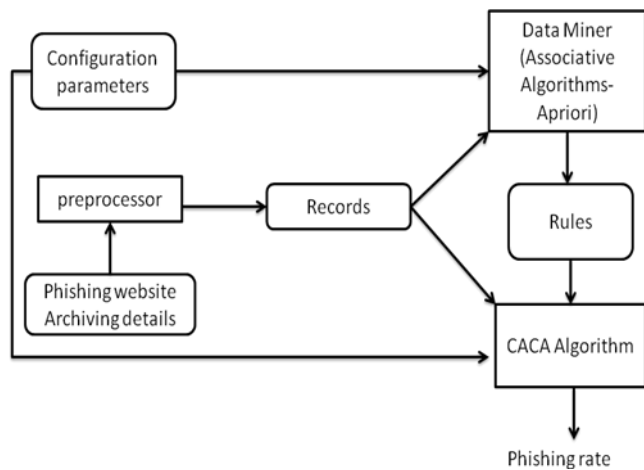 Configuration
parameters
Data Miner
(Associative
Algorithms-
Apriori)
preprocessor
Records
Rules
Phishing website
Archiving details
CACA Algorithm
Phishing rate